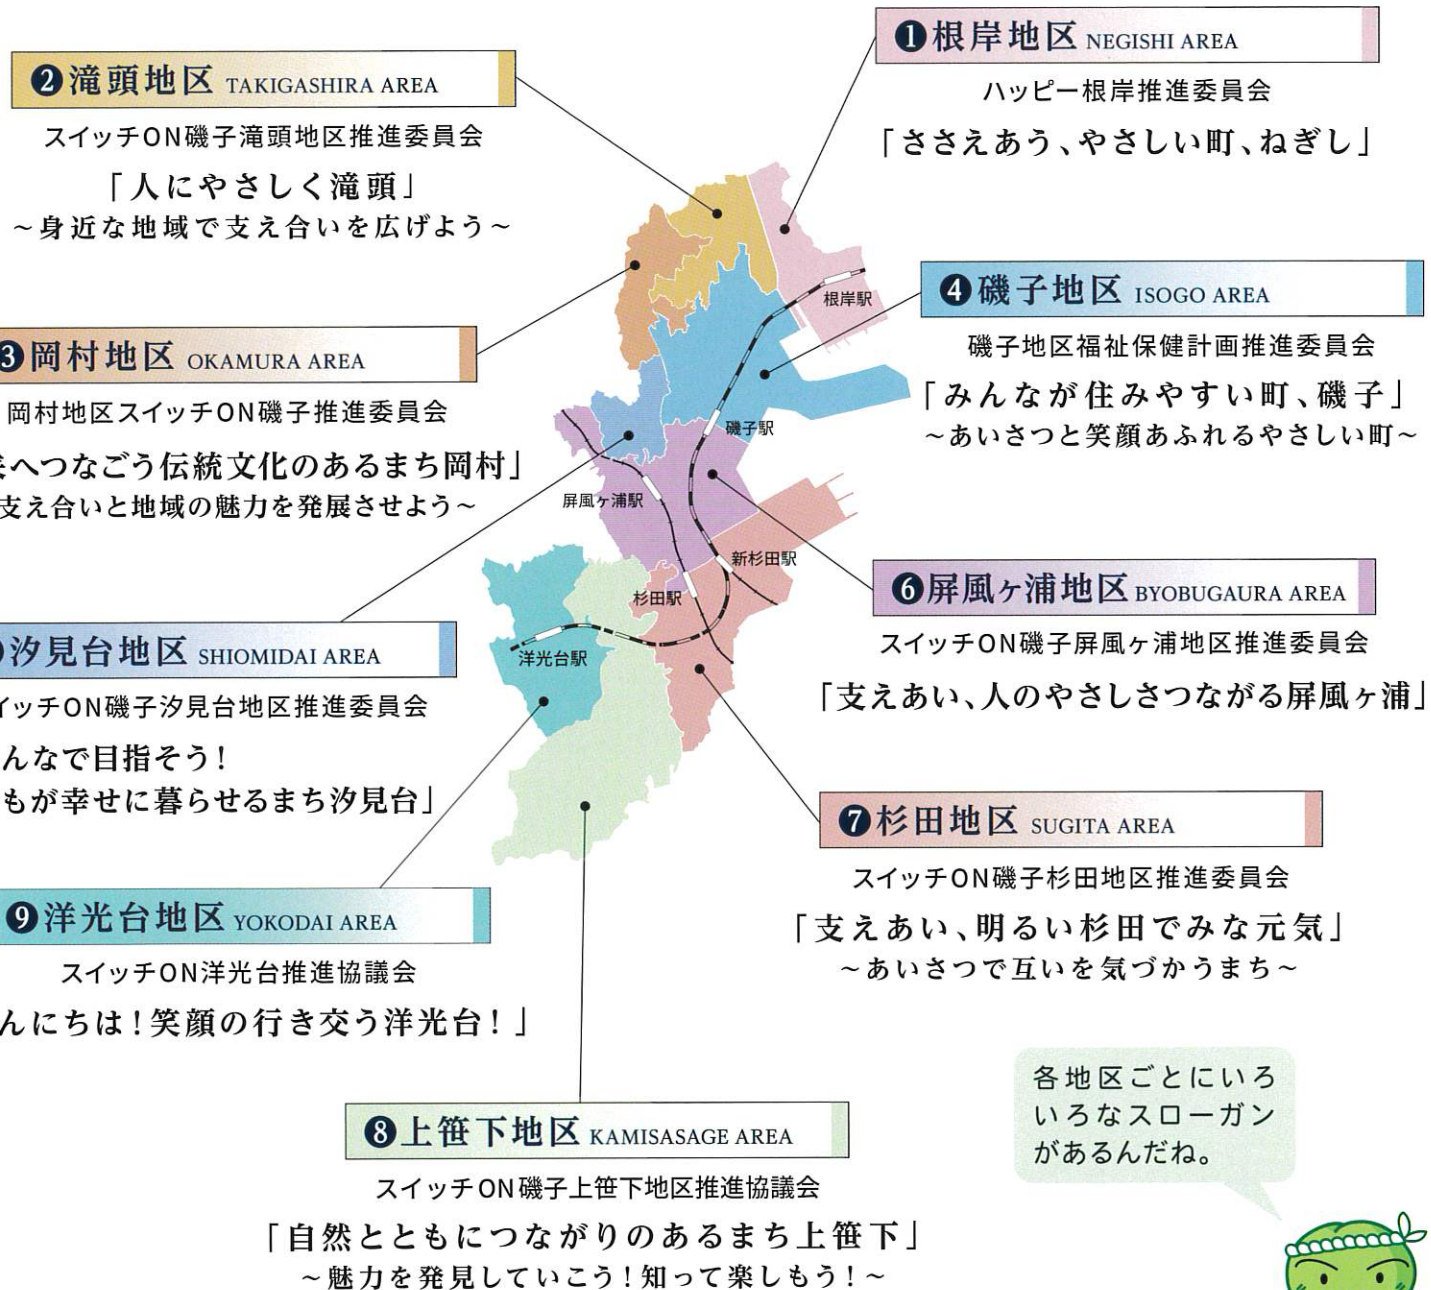 ❶根岸地区 NEGISHI AREA
ハッピー根岸推進委員会
「ささえあう、やさしい町、ねぎし」
❷滝頭地区 TAKIGASHIRA AREA
スイッチON磯子滝頭地区推進委員会
「人にやさしく滝頭」
～身近な地域で支え合いを広げよう～
❸岡村地区 OKAMURA AREA
岡村地区スイッチON磯子推進委員会
へつなごう伝統文化のあるまち岡村」
支え合いと地域の魅力を発展させよう～
❹磯子地区 ISOGO AREA
磯子地区福祉保健計画推進委員会
「みんなが住みやすい町、磯子」
～あいさつと笑顔あふれるやさしい町～
汐見台地区 SHIOMIDAI AREA
イッチON磯子汐見台地区推進委員会
んなで目指そう！
もが幸せに暮らせるまち汐見台」
❻屏風ヶ浦地区 BYOBUGAURA AREA
スイッチON磯子屏風ヶ浦地区推進委員会
「支えあい、人のやさしさつながる屏風ヶ浦」
❼杉田地区 SUGITA AREA
スイッチON磯子杉田地区推進委員会
「支えあい、明るい杉田でみな元気」
～あいさつで互いを気づかうまち～
❽上笹下地区 KAMISASAGE AREA
スイッチON磯子上笹下地区推進協議会
「自然とともにつながりのあるまち上笹下」
～魅力を発見していこう！知って楽しもう！～
❾洋光台地区 YOKODAI AREA
スイッチON洋光台推進協議会
んにちは！笑顔の行き交う洋光台！」
根岸駅
磯子駅
屏風ヶ浦駅
新杉田駅
杉田駅
洋光台駅
各地区ごとにいろ
いろなスローガン
があるんだね。